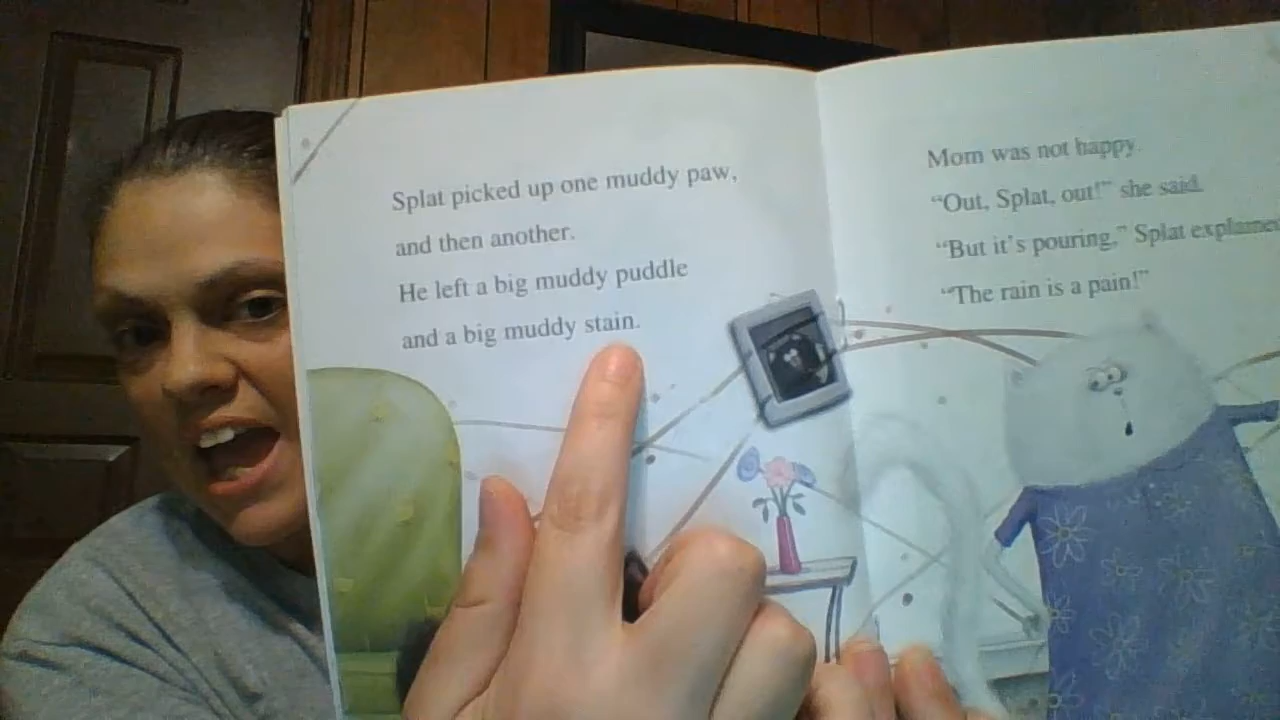 Splat picked up one muddy paw,
and then another.
He left a big muddy puddle
and a big muddy stain.
Mom was not happy.
“Out, Splat, out!” she said.
“But it’s pouring,” Splat explained
“The rain is a pain!”